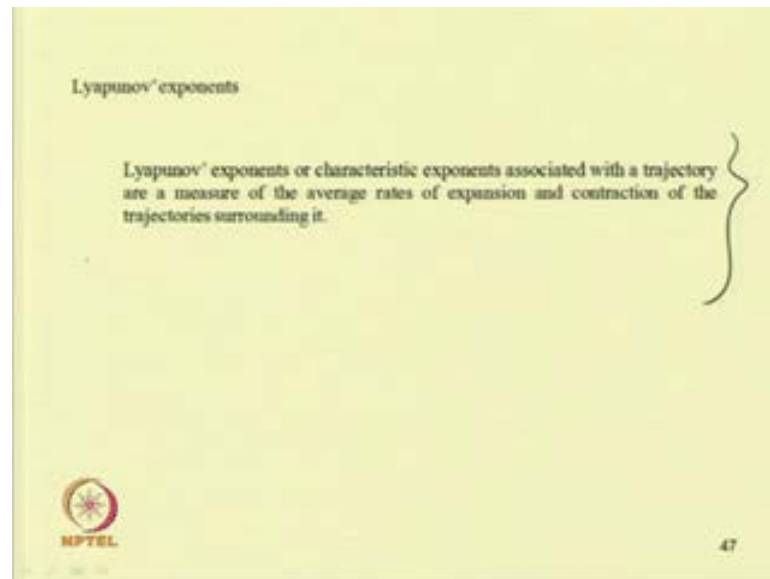 Lyapunov' exponents
Lyapunov' exponents or characteristic exponents associated with a trajectory
are a measure of the average rates of expansion and contraction of the
trajectories surrounding it.
NPTEL
47